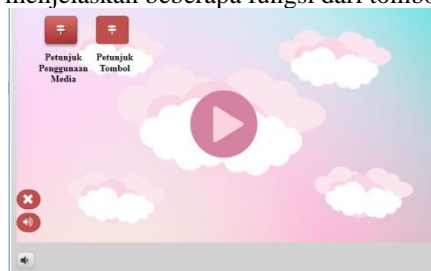 menjelaskan beberapa fungsi dari tombo
Petunjuk Penggunaan Media
Petunjuk Tombol